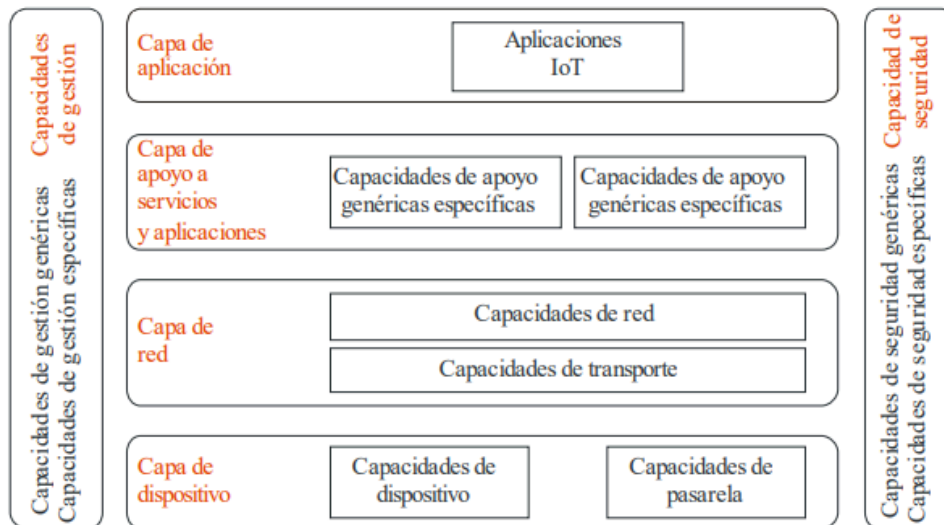 Capacidades
de gestión
Capacidades de gestión genéricas
Capacidades de gestión específicas
Capa de
aplicación
Aplicaciones
IoT
Capa de
apoyo a
servicios
y aplicaciones
Capacidades de apoyo
genéricas específicas
Capacidades de apoyo
genéricas específicas
Capa de
red
Capacidades de red
Capacidades de transporte
Capa de
dispositivo
Capacidades de
dispositivo
Capacidades de
pasarela
Capacidad de
seguridad
Capacidades de seguridad genéricas
Capacidades de seguridad específicas